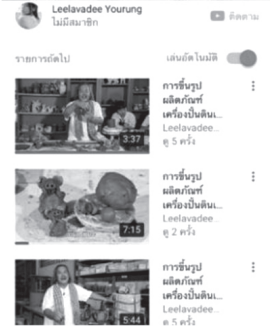 Leelavadee Yourung
ไม่มีสมาชิก
ติดตาม
รายการถัดไป
เล่นอัตโนมัติ
3:37
การขึ้นรูป
ผลิตภัณฑ์
เครื่องปั้นดินเ...
Leelavadee...
ดู 5 ครั้ง
7:15
การขึ้นรูป
ผลิตภัณฑ์
เครื่องปั้นดินเ...
Leelavadee...
ดู 2 ครั้ง
5:44
การขึ้นรูป
ผลิตภัณฑ์
เครื่องปั้นดินเ...
Leelavadee...
ดู 5 ครั้ง